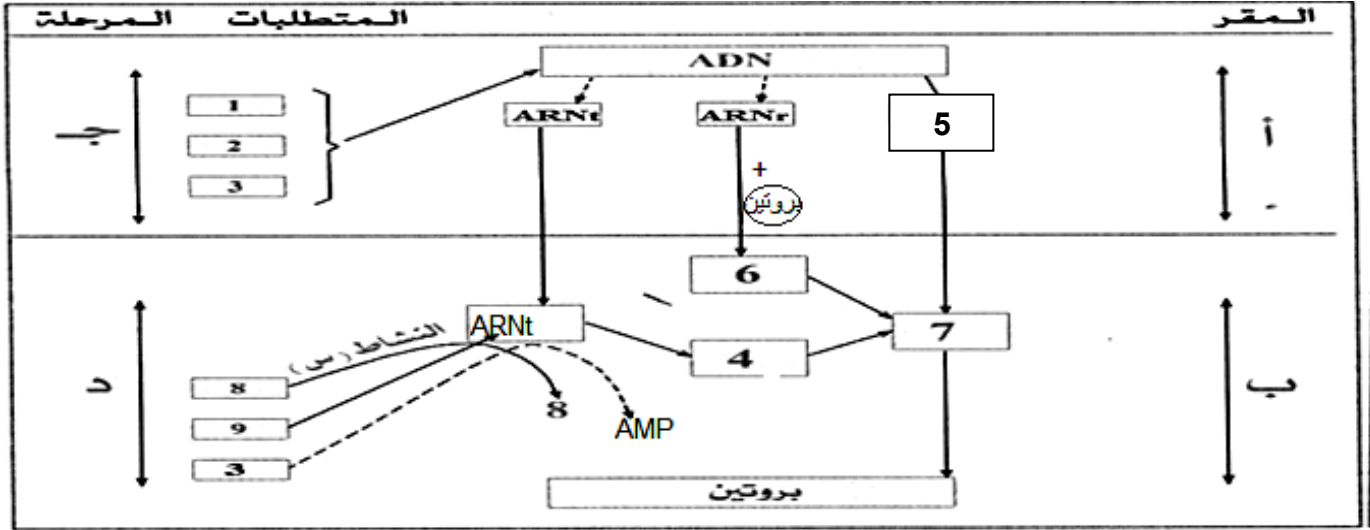 المرحلة المتطلبات المقر
ADN
1 ARNt ARNr 5
جـ 2 أ
3 +
بروتين
6
ARNt 7
النشاط (س) 4
د 8 8 ب
9 AMP
3
بروتين